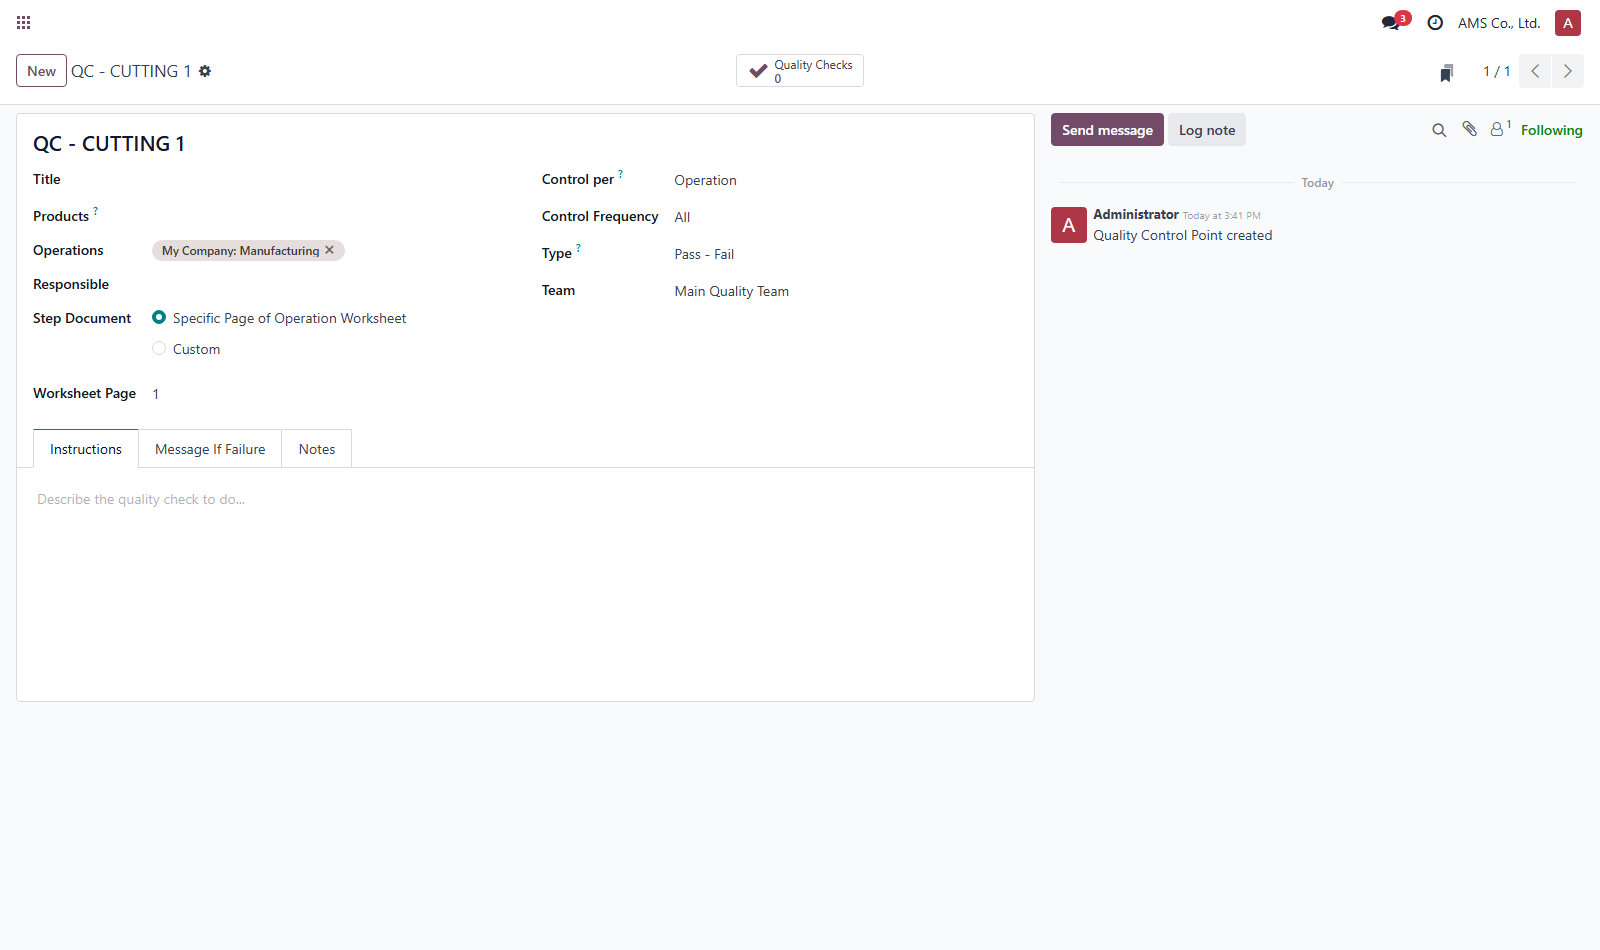 3
AMS Co., Ltd.
A
New
QC - CUTTING 1
Quality Checks
0
1 / 1
QC - CUTTING 1
Title
Products ?
Operations
My Company: Manufacturing ✕
Responsible
Step Document
Specific Page of Operation Worksheet
Custom
Worksheet Page
1
Control per ?
Operation
Control Frequency
All
Type ?
Pass - Fail
Team
Main Quality Team
Instructions
Message If Failure
Notes
Describe the quality check to do...
Send message
Log note
1
Following
Today
A
Administrator Today at 3:41 PM
Quality Control Point created